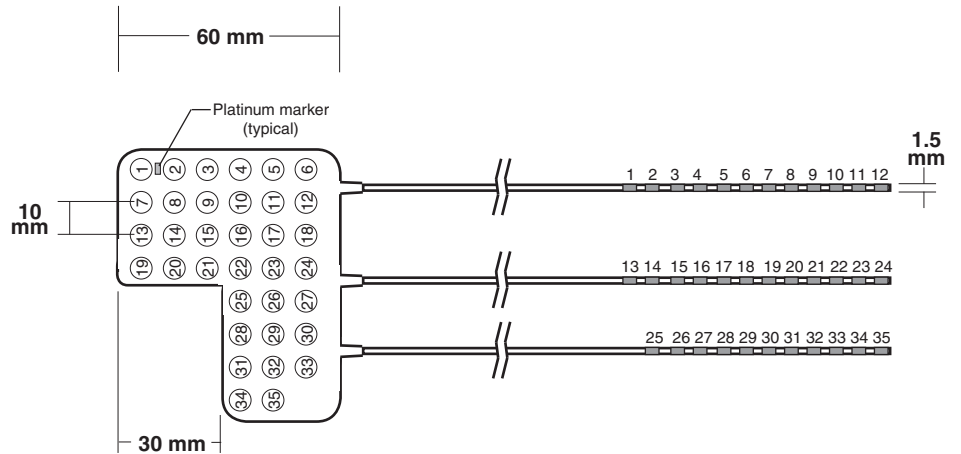 60 mm
Platinum marker
(typical)
1 2 3 4 5 6
7 8 9 10 11 12
13 14 15 16 17 18
19 20 21 22 23 24
25 26 27
28 29 30
31 32 33
34 35
10
mm
30 mm
1 2 3 4 5 6 7 8 9 10 11 12
1.5
mm
13 14 15 16 17 18 19 20 21 22 23 24
25 26 27 28 29 30 31 32 33 34 35